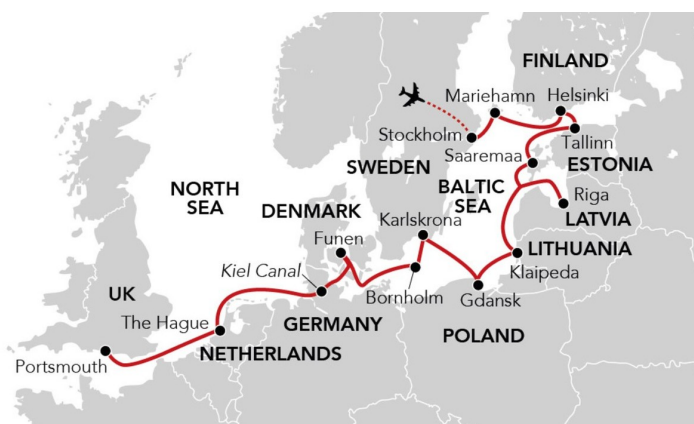 FINLAND
Mariehamn
Helsinki
Stockholm
Tallinn
Saaremaa
ESTONIA
SWEDEN
NORTH
SEA
BALTIC
SEA
Riga
LATVIA
DENMARK
Karlskrona
Funen
LITHUANIA
Kiel Canal
Klaipeda
UK
Bornholm
Gdansk
The Hague
GERMANY
POLAND
NETHERLANDS
Portsmouth